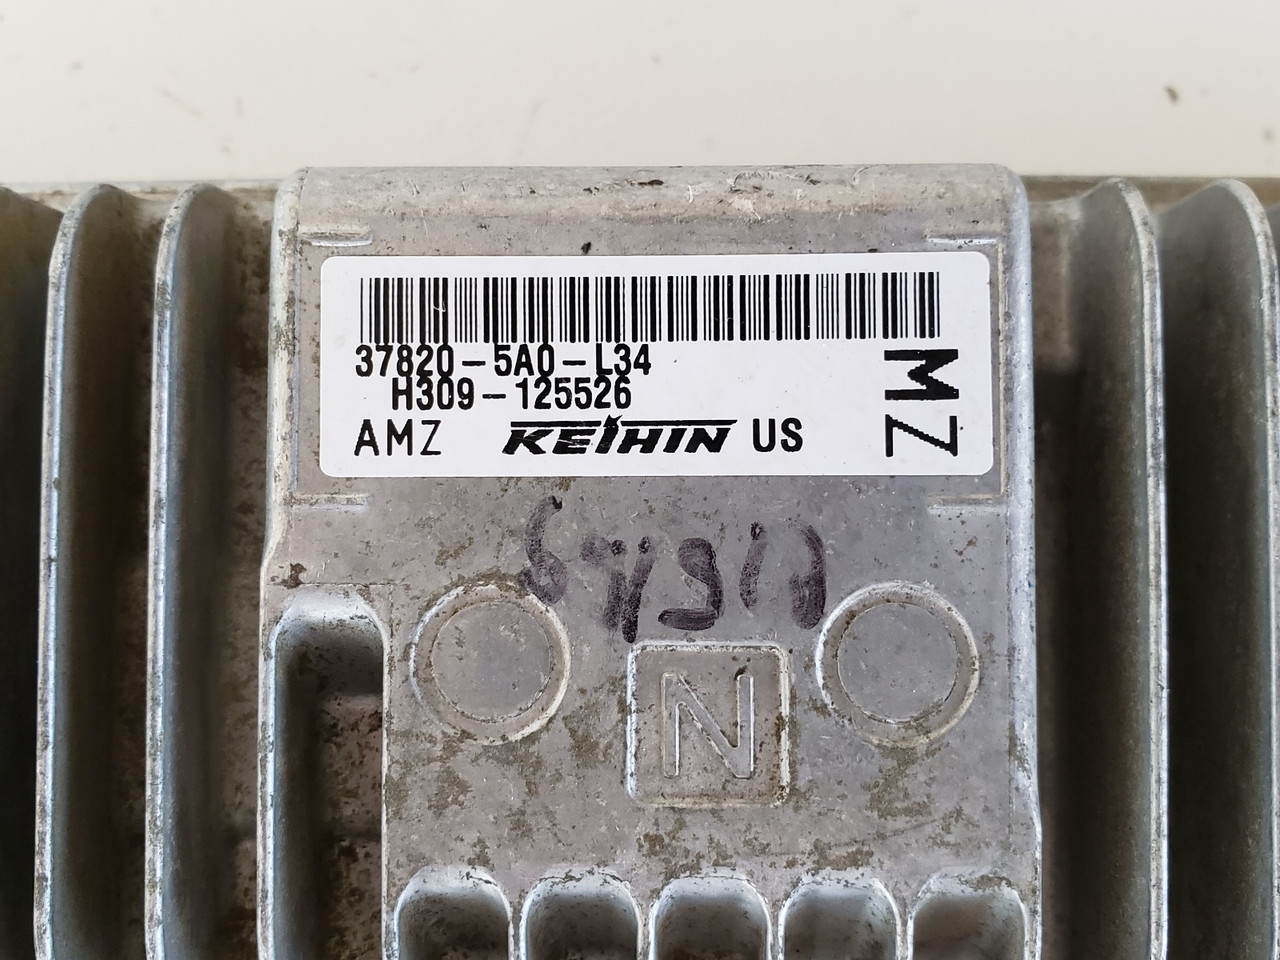 37820-5A0-L34
H309-125526
AMZ KEIHIN US
MZ
N